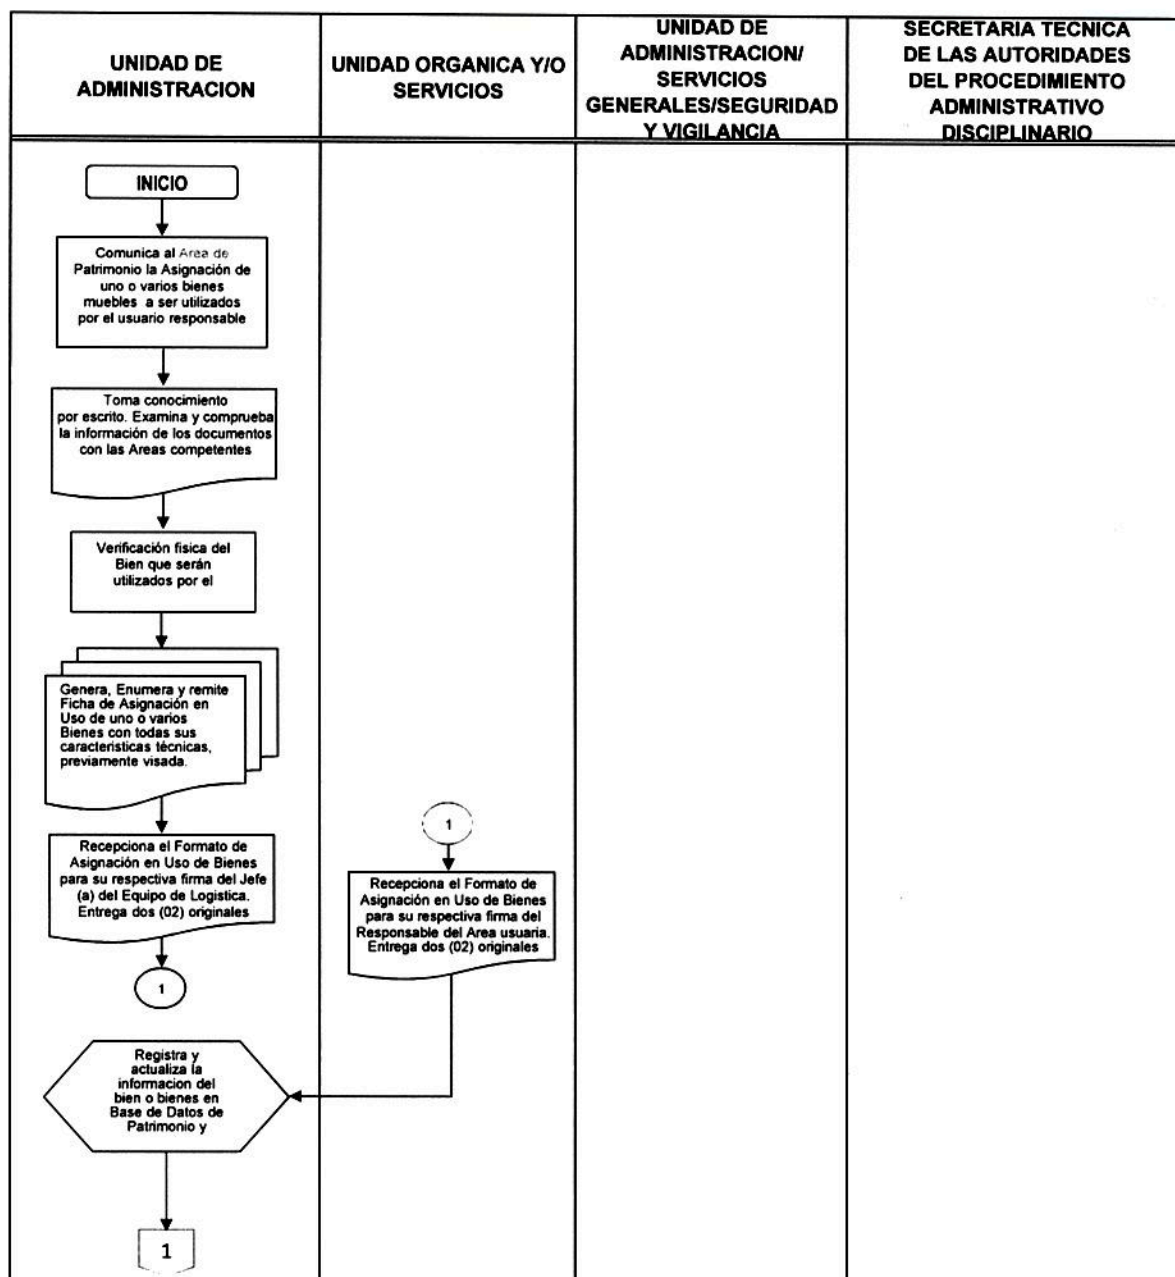 UNIDAD DE
ADMINISTRACION
UNIDAD ORGANICA Y/O
SERVICIOS
UNIDAD DE
ADMINISTRACION/
SERVICIOS
GENERALES/SEGURIDAD
Y VIGILANCIA
SECRETARIA TECNICA
DE LAS AUTORIDADES
DEL PROCEDIMIENTO
ADMINISTRATIVO
DISCIPLINARIO
INICIO
Comunica al Area de
Patrimonio la Asignación de
uno o varios bienes
muebles a ser utilizados
por el usuario responsable
Toma conocimiento
por escrito. Examina y comprueba
la información de los documentos
con las Areas competentes
Verificación fisica del
Bien que serán
utilizados por el
Genera, Enumera y remite
Ficha de Asignación en
Uso de uno o varios
Bienes con todas sus
caracteristicas técnicas,
previamente visada.
Recepciona el Formato de
Asignación en Uso de Bienes
para su respectiva firma del Jefe
(a) del Equipo de Logistica.
Entrega dos (02) originales
1
1
Recepciona el Formato de
Asignación en Uso de Bienes
para su respectiva firma del
Responsable del Area usuaria.
Entrega dos (02) originales
Registra y
actualiza la
informacion del
bien o bienes en
Base de Datos de
Patrimonio y
1